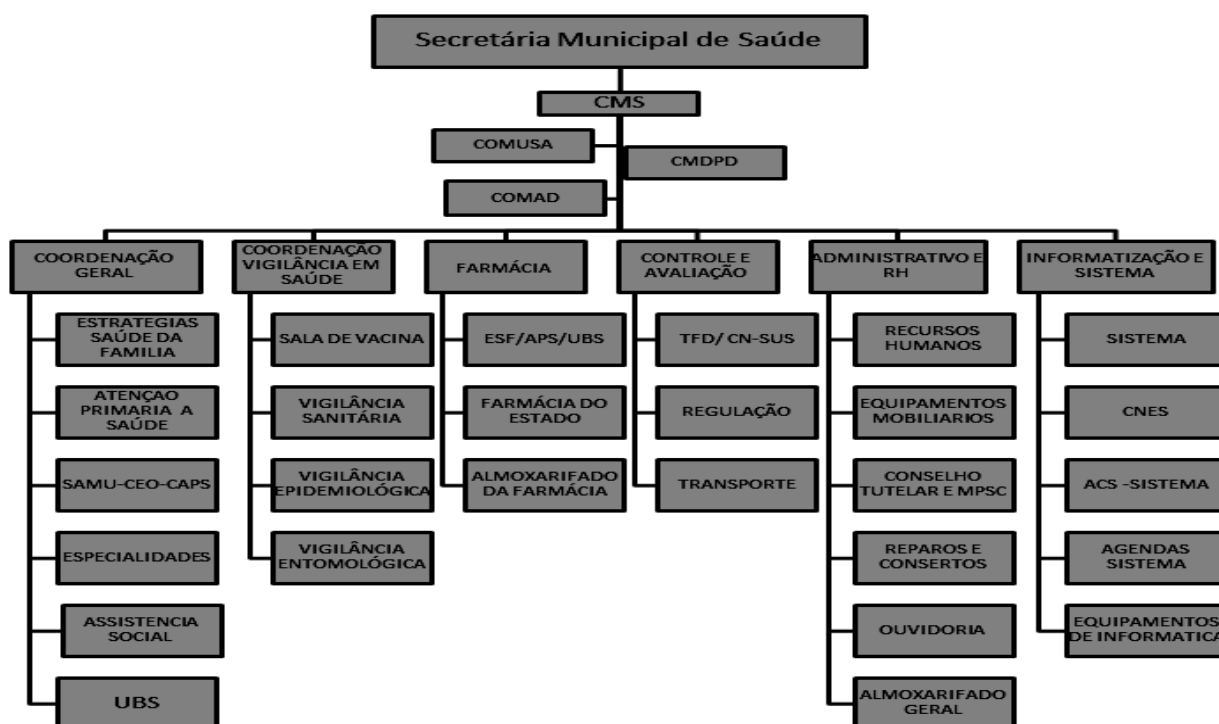 Secretária Municipal de Saúde
CMS
COMUSA
CMDPD
COMAD
COORDENAÇÃO
GERAL
ESTRATEGIAS
SAÚDE DA
FAMILIA
ATENÇAO
PRIMARIA A
SAÚDE
SAMU-CEO-CAPS
ESPECIALIDADES
ASSISTENCIA
SOCIAL
UBS
COORDENAÇÃO
VIGILÂNCIA EM
SAÚDE
SALA DE VACINA
VIGILÂNCIA
SANITÁRIA
VIGILÂNCIA
EPIDEMIOLÓGICA
VIGILÂNCIA
ENTOMOLÓGICA
FARMÁCIA
ESF/APS/UBS
FARMÁCIA DO
ESTADO
ALMOXARIFADO
DA FARMÁCIA
CONTROLE E
AVALIAÇÃO
TFD/ CN-SUS
REGULAÇÃO
TRANSPORTE
ADMINISTRATIVO E
RH
RECURSOS
HUMANOS
EQUIPAMENTOS
MOBILIARIOS
CONSELHO
TUTELAR E MPSC
REPAROS E
CONSERTOS
OUVIDORIA
ALMOXARIFADO
GERAL
INFORMATIZAÇÃO E
SISTEMA
SISTEMA
CNES
ACS -SISTEMA
AGENDAS
SISTEMA
EQUIPAMENTOS
DE INFORMATICA